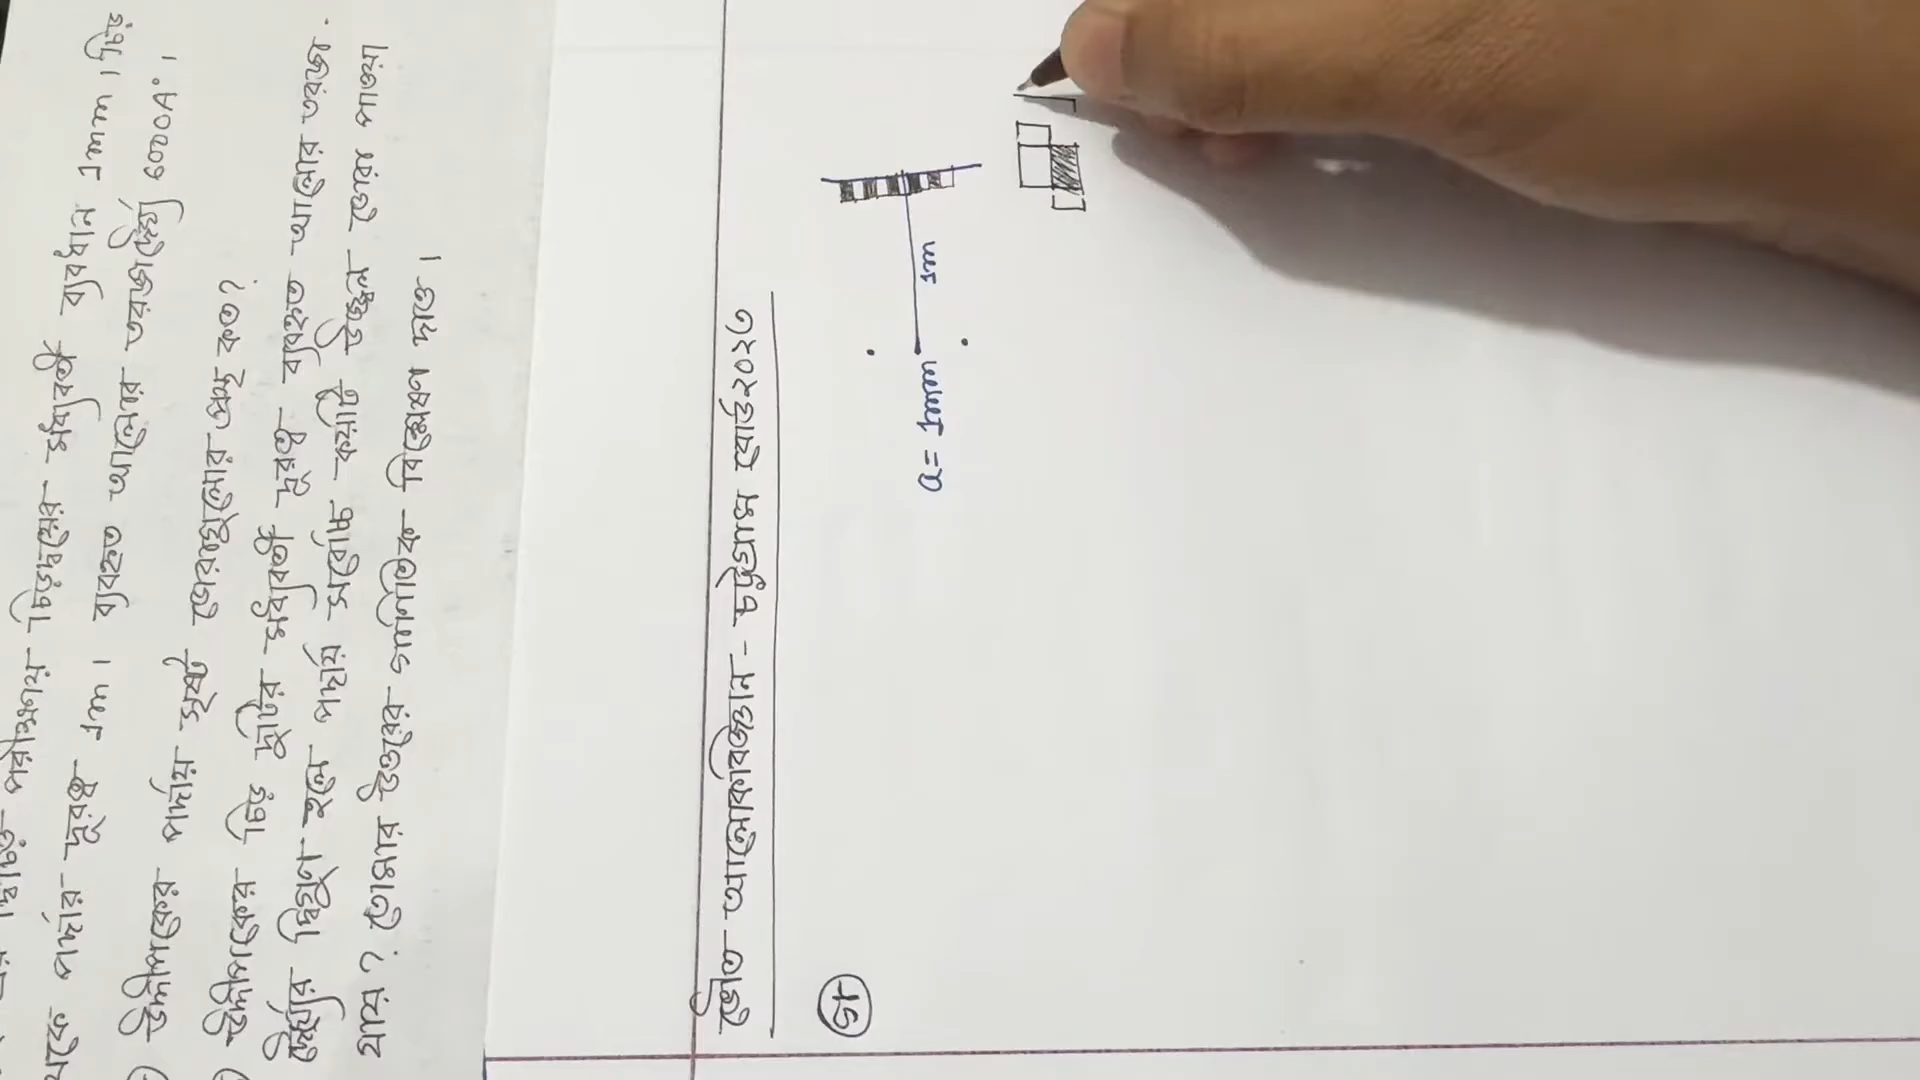 চিড়দ্বয়ের মধ্যবর্তী ব্যবধান 1mm । চিড়
থেকে পর্দার দূরত্ব 1m । ব্যবহৃত আলোর তরঙ্গদৈর্ঘ্য 6000A° ।
উদ্দীপকের পর্দায় সৃষ্ট ডোরাগুলোর প্রস্থ কত?
উদ্দীপকের চিড় দুটির মধ্যবর্তী দূরত্ব ব্যবহৃত আলোর তরঙ্গ-
দৈর্ঘ্যের দ্বিগুণ হলে পর্দায় সর্বোচ্চ কয়টি উজ্জ্বল রেখা পাওয়া
যায়? তোমার উত্তরের গাণিতিক বিশ্লেষণ দাও ।
ভৌত আলোকবিজ্ঞান - চট্টগ্রাম বোর্ড ২০২৩
গ
1m
a = 1mm